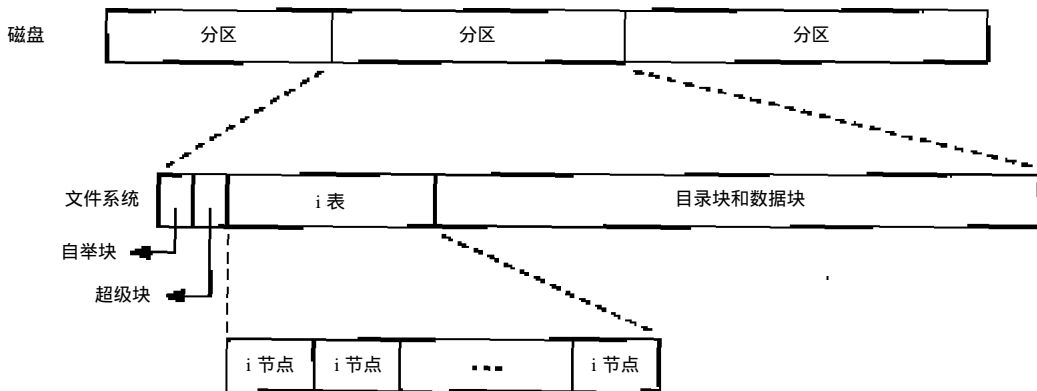 磁盘
分区
分区
分区
文件系统
i 表
目录块和数据块
自举块
超级块
i 节点
i 节点
...
i 节点